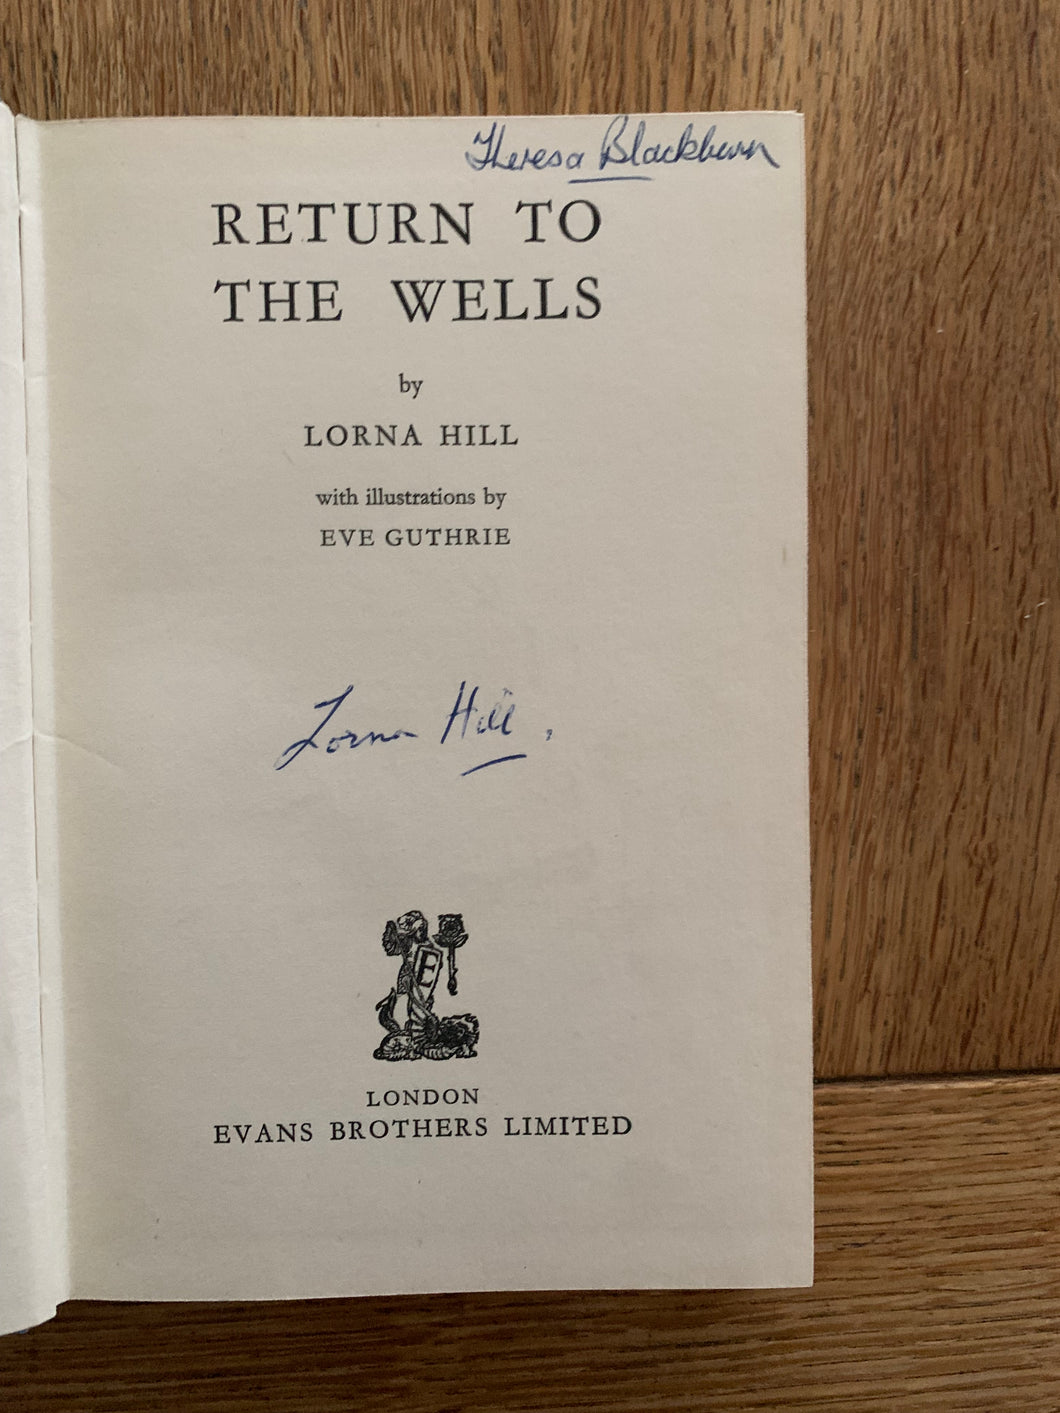 Theresa Blackburn
RETURN TO
THE WELLS
by
LORNA HILL
with illustrations by
EVE GUTHRIE
Lorna Hill.
E
LONDON
EVANS BROTHERS LIMITED